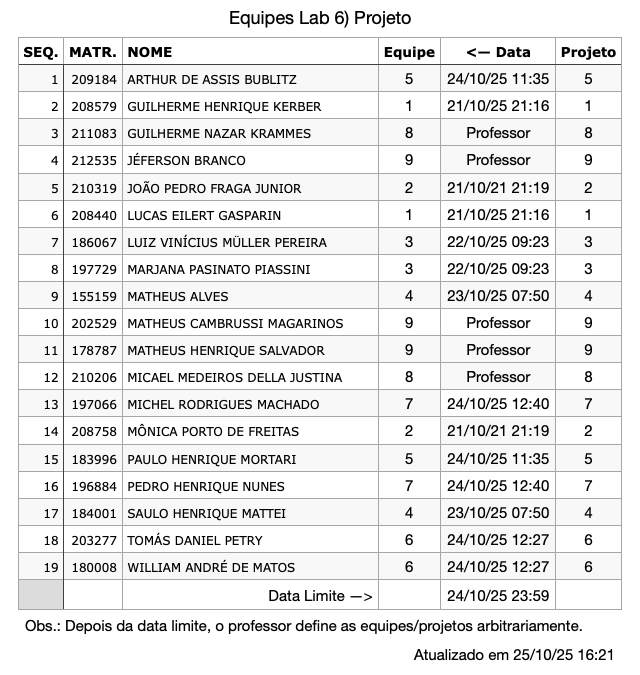 Equipes Lab 6) Projeto
SEQ. MATR. NOME Equipe <— Data Projeto
1 209184 ARTHUR DE ASSIS BUBLITZ 5 24/10/25 11:35 5
2 208579 GUILHERME HENRIQUE KERBER 1 21/10/25 21:16 1
3 211083 GUILHERME NAZAR KRAMMES 8 Professor 8
4 212535 JÉFERSON BRANCO 9 Professor 9
5 210319 JOÃO PEDRO FRAGA JUNIOR 2 21/10/21 21:19 2
6 208440 LUCAS EILERT GASPARIN 1 21/10/25 21:16 1
7 186067 LUIZ VINÍCIUS MÜLLER PEREIRA 3 22/10/25 09:23 3
8 197729 MARJANA PASINATO PIASSINI 3 22/10/25 09:23 3
9 155159 MATHEUS ALVES 4 23/10/25 07:50 4
10 202529 MATHEUS CAMBRUSSI MAGARINOS 9 Professor 9
11 178787 MATHEUS HENRIQUE SALVADOR 9 Professor 9
12 210206 MICAEL MEDEIROS DELLA JUSTINA 8 Professor 8
13 197066 MICHEL RODRIGUES MACHADO 7 24/10/25 12:40 7
14 208758 MÔNICA PORTO DE FREITAS 2 21/10/21 21:19 2
15 183996 PAULO HENRIQUE MORTARI 5 24/10/25 11:35 5
16 196884 PEDRO HENRIQUE NUNES 7 24/10/25 12:40 7
17 184001 SAULO HENRIQUE MATTEI 4 23/10/25 07:50 4
18 203277 TOMÁS DANIEL PETRY 6 24/10/25 12:27 6
19 180008 WILLIAM ANDRÉ DE MATOS 6 24/10/25 12:27 6
Data Limite —> 24/10/25 23:59
Obs.: Depois da data limite, o professor define as equipes/projetos arbitrariamente.
Atualizado em 25/10/25 16:21